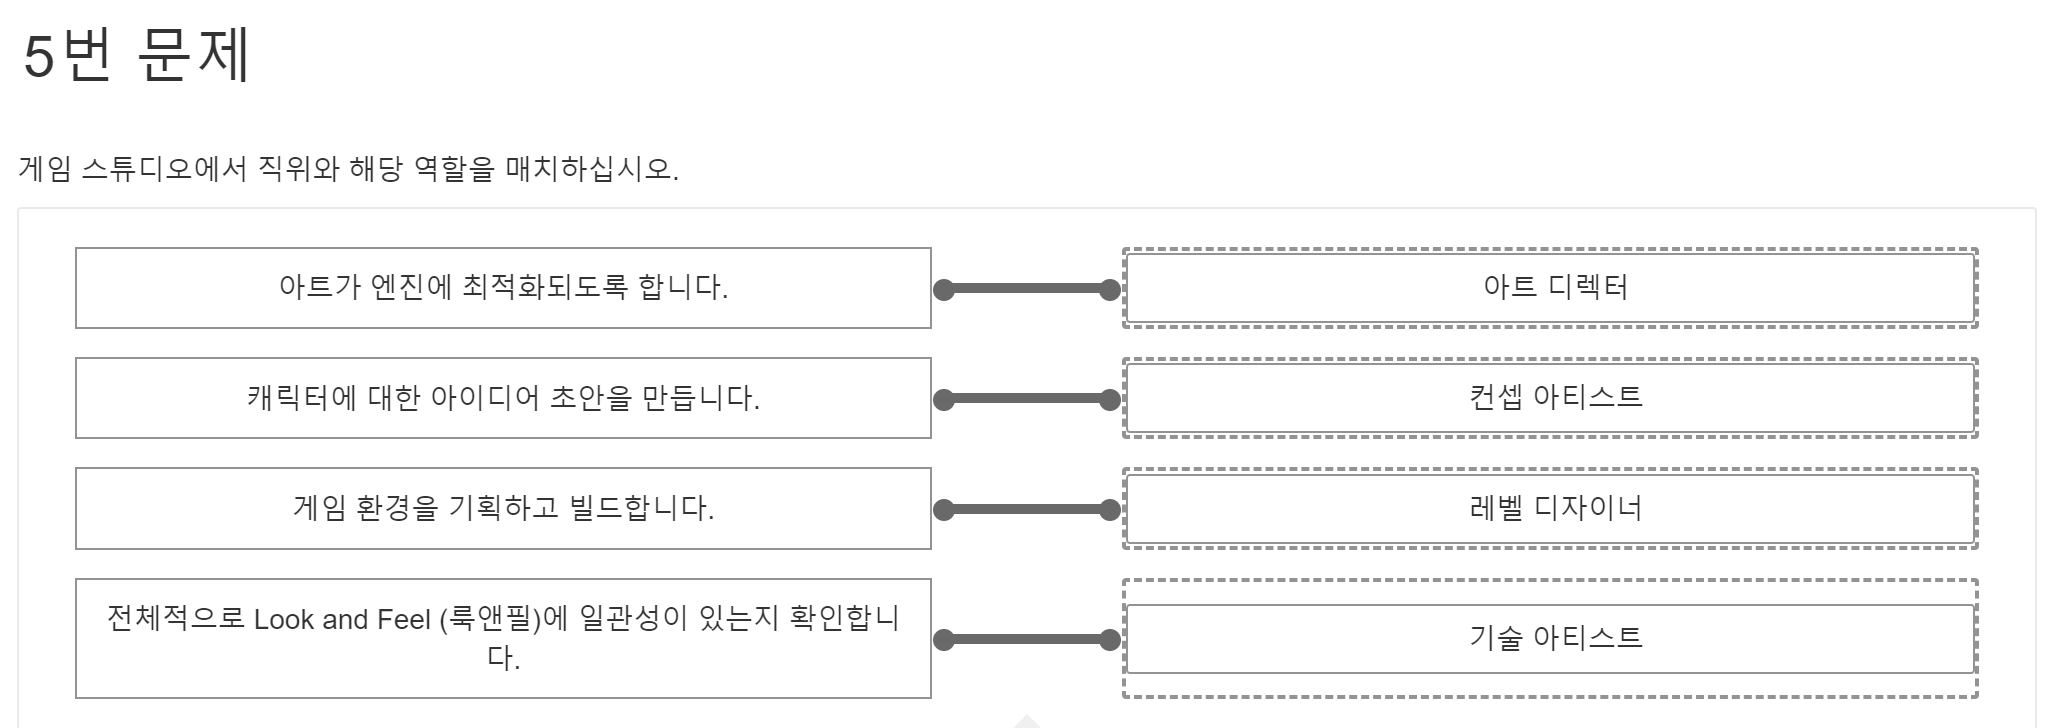 5번 문제
게임 스튜디오에서 직위와 해당 역할을 매치하십시오.
아트가 엔진에 최적화되도록 합니다.
아트 디렉터
캐릭터에 대한 아이디어 초안을 만듭니다.
컨셉 아티스트
게임 환경을 기획하고 빌드합니다.
레벨 디자이너
전체적으로 Look and Feel (룩앤필)에 일관성이 있는지 확인합니
다.
기술 아티스트